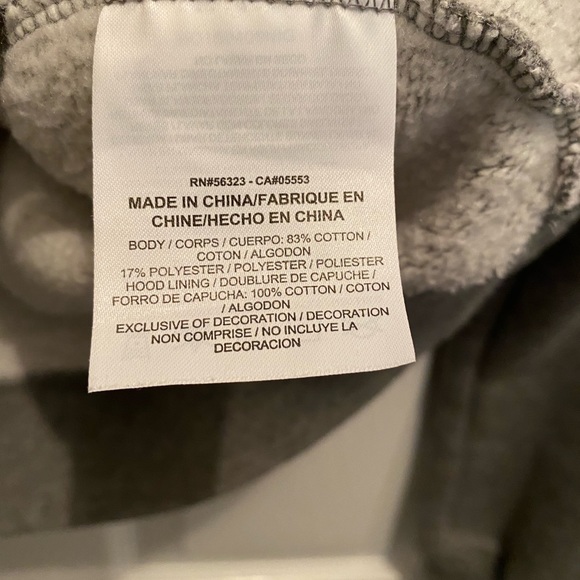 RN#56323 - CA#05553
MADE IN CHINA/FABRIQUE EN
CHINE/HECHO EN CHINA
BODY / CORPS / CUERPO: 83% COTTON /
COTON / ALGODON
17% POLYESTER / POLYESTER / POLIESTER
HOOD LINING / DOUBLURE DE CAPUCHE /
FORRO DE CAPUCHA: 100% COTTON / COTON
/ ALGODON
EXCLUSIVE OF DECORATION / DECORATION
NON COMPRISE / NO INCLUYE LA
DECORACION